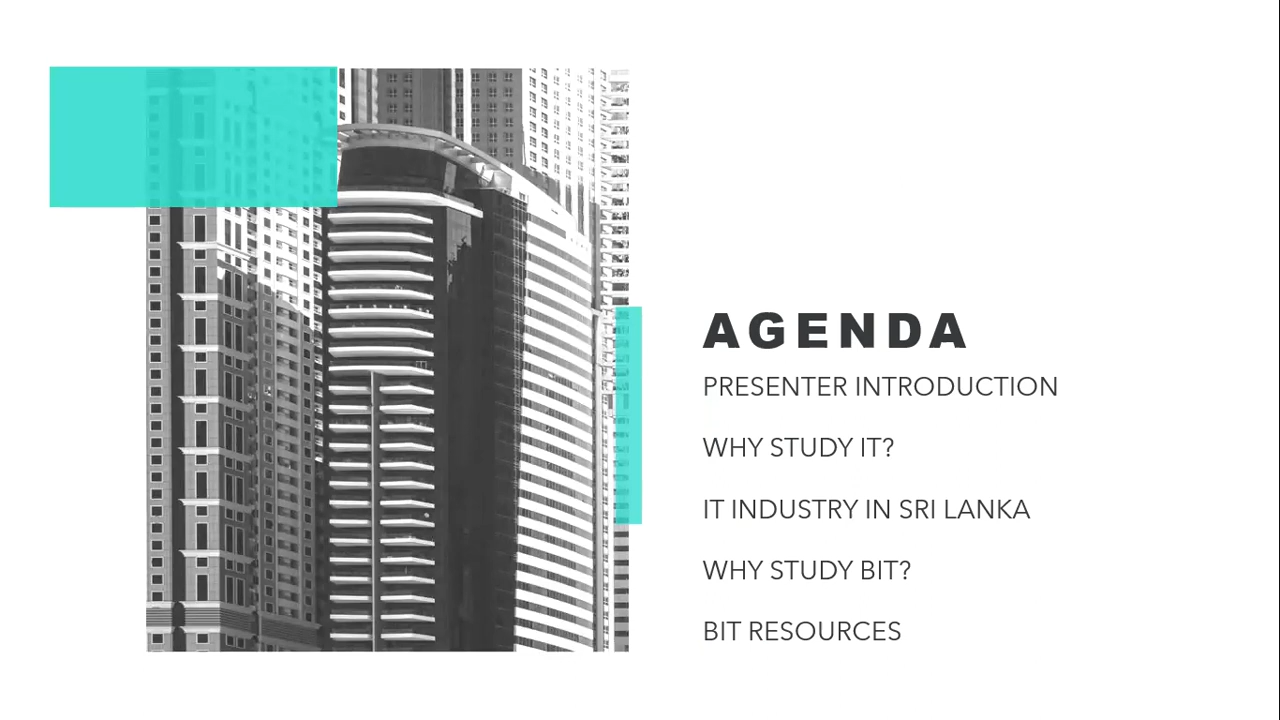 AGENDA
PRESENTER INTRODUCTION
WHY STUDY IT?
IT INDUSTRY IN SRI LANKA
WHY STUDY BIT?
BIT RESOURCES